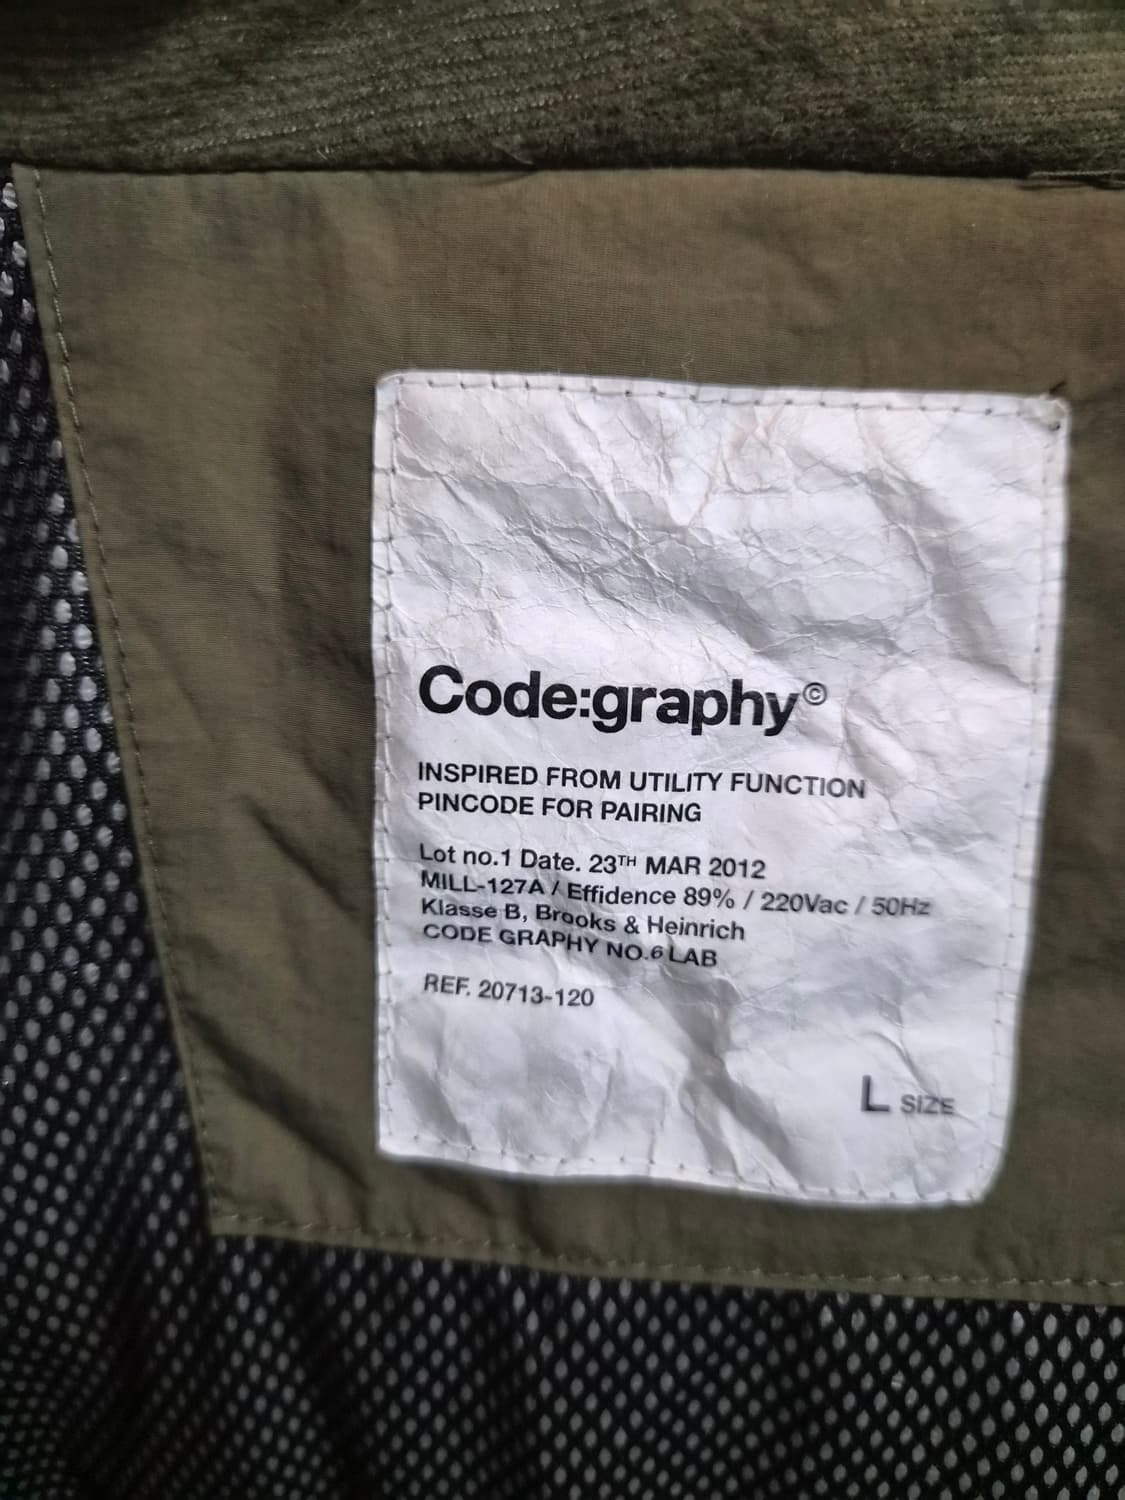 Code:graphy©
INSPIRED FROM UTILITY FUNCTION
PINCODE FOR PAIRING
Lot no.1 Date. 23TH MAR 2012
MILL-127A / Effidence 89% / 220Vac / 50Hz
Klasse B, Brooks & Heinrich
CODE GRAPHY NO.6 LAB
REF. 20713-120
L SIZE